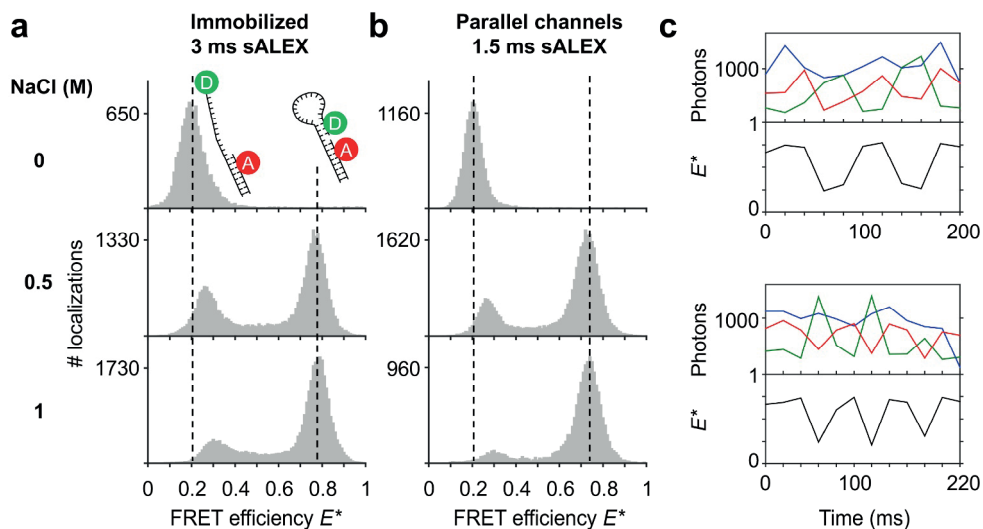 a
Immobilized
3 ms sALEX
b
Parallel channels
1.5 ms sALEX
c
NaCl (M)
0
0.5
1
# localizations
650
1330
1730
D
A
D
A
0 0.2 0.4 0.6 0.8 1
FRET efficiency E*
1160
1620
960
0 0.2 0.4 0.6 0.8 1
FRET efficiency E*
Photons
1000
1
E*
0
0 100 200
Photons
1000
1
E*
0
0 100 220
Time (ms)